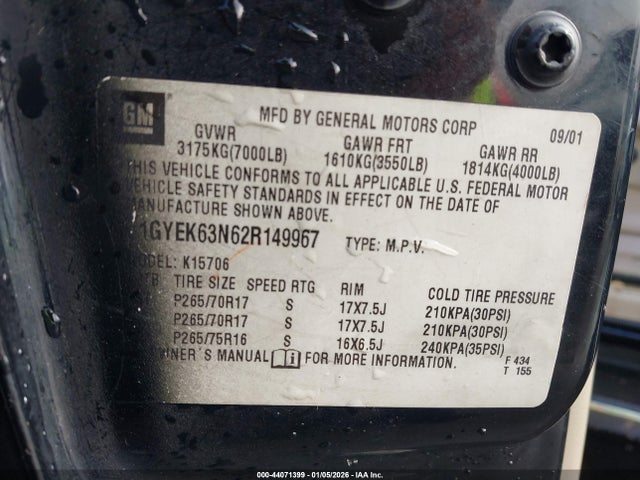 GM
MFD BY GENERAL MOTORS CORP 09/01
GVWR GAWR FRT GAWR RR
3175KG(7000LB) 1610KG(3550LB) 1814KG(4000LB)
THIS VEHICLE CONFORMS TO ALL APPLICABLE U.S. FEDERAL MOTOR
VEHICLE SAFETY STANDARDS IN EFFECT ON THE DATE OF
MANUFACTURE SHOWN ABOVE.
1GYEK63N62R149967 TYPE: M.P.V.
MODEL: K15706
TIRE SIZE SPEED RTG RIM COLD TIRE PRESSURE
P265/70R17 S 17X7.5J 210KPA(30PSI)
P265/70R17 S 17X7.5J 210KPA(30PSI)
P265/75R16 S 16X6.5J 240KPA(35PSI)
WNER'S MANUAL i FOR MORE INFORMATION.
F 434
T 155
000-44071399 - 01/05/2026 - IAAI, Inc.